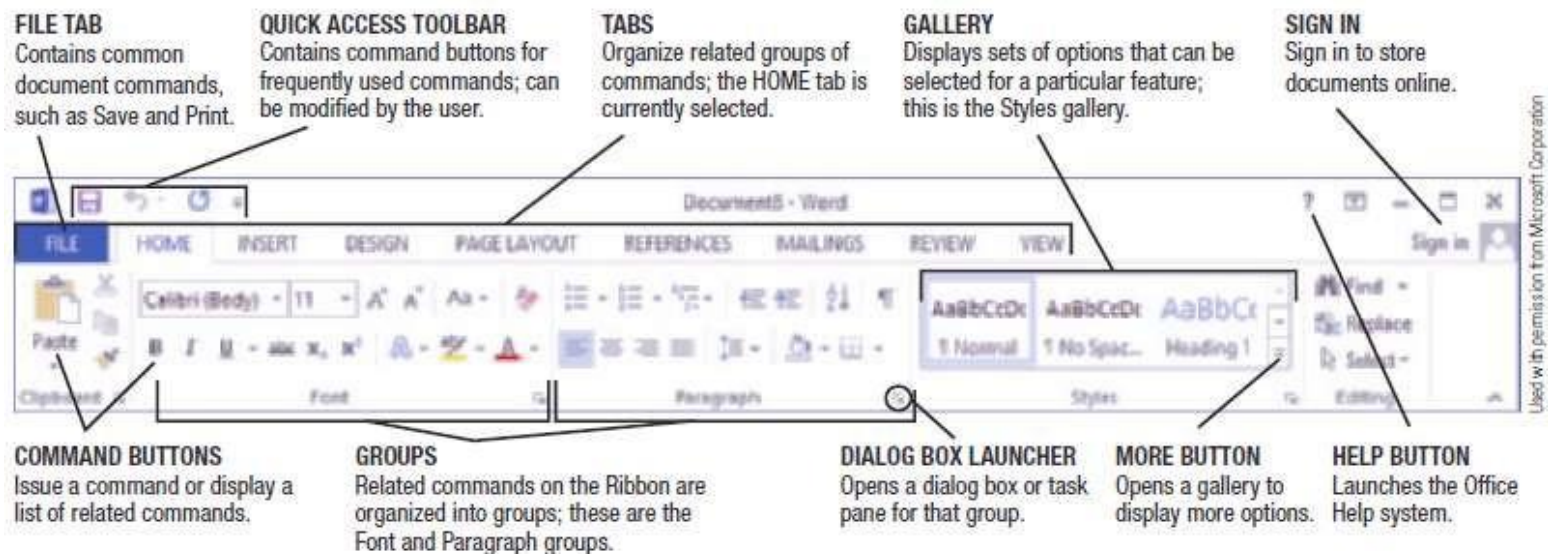 FILE TAB
Contains common
document commands,
such as Save and Print.
QUICK ACCESS TOOLBAR
Contains command buttons for
frequently used commands; can
be modified by the user.
TABS
Organize related groups of
commands; the HOME tab is
currently selected.
GALLERY
Displays sets of options that can be
selected for a particular feature;
this is the Styles gallery.
SIGN IN
Sign in to store
documents online.
Used with permission from Microsoft Corporation
- Word
?
FILE HOME INSERT DESIGN PAGE LAYOUT REFERENCES MAILINGS REVIEW VIEW Sign in
Calibri (Body) 11 Aa
AaBbCcDc AaBbCcDc AaBbCc
Find
Replace
Select
Paste
B I U abc A
¶ Normal ¶ No Spac... Heading 1
Clipboard Font Paragraph Styles Editing
COMMAND BUTTONS
Issue a command or display a
list of related commands.
GROUPS
Related commands on the Ribbon are
organized into groups; these are the
Font and Paragraph groups.
DIALOG BOX LAUNCHER
Opens a dialog box or task
pane for that group.
MORE BUTTON
Opens a gallery to
display more options.
HELP BUTTON
Launches the Office
Help system.